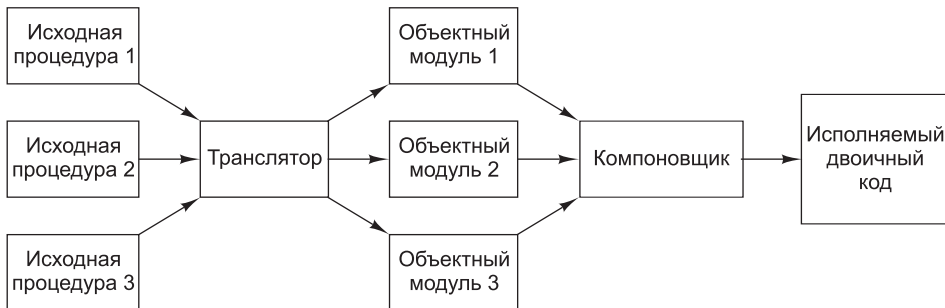 Исходная
процедура 1
Объектный
модуль 1
Исходная
процедура 2
Транслятор
Объектный
модуль 2
Компоновщик
Исполняемый
двоичный
код
Исходная
процедура 3
Объектный
модуль 3